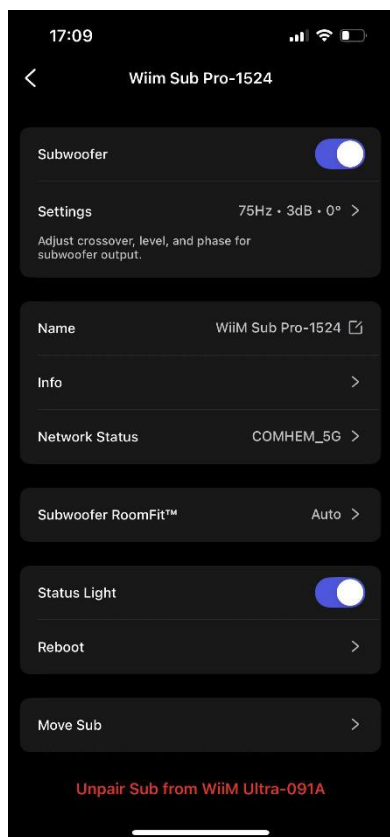 17:09
Wiim Sub Pro-1524
Subwoofer
Settings 75Hz • 3dB • 0° >
Adjust crossover, level, and phase for
subwoofer output.
Name WiiM Sub Pro-1524
Info >
Network Status COMHEM_5G >
Subwoofer RoomFit™ Auto >
Status Light
Reboot >
Move Sub >
Unpair Sub from WiiM Ultra-091A